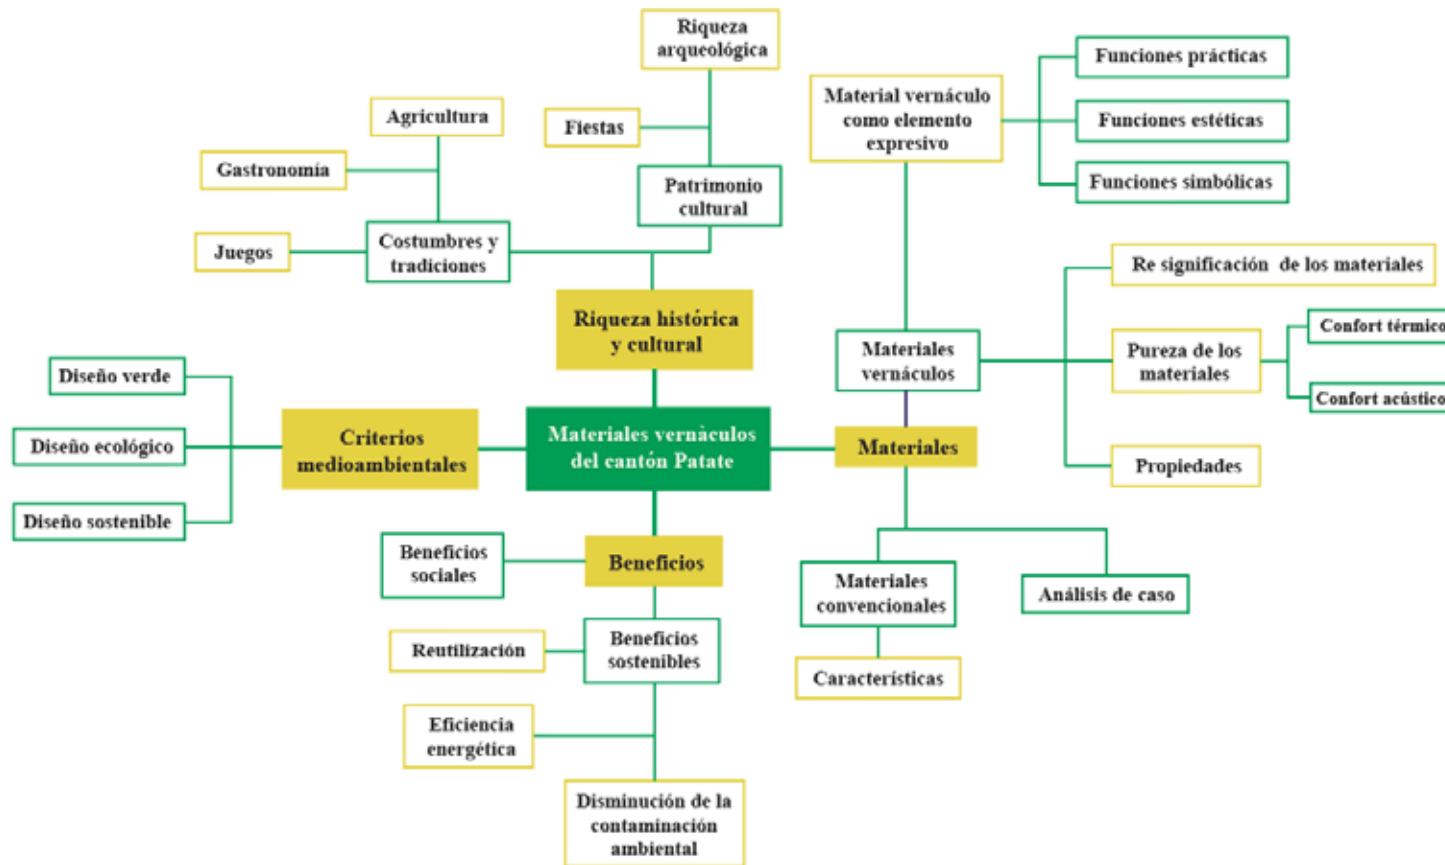 Riqueza
arqueológica
Agricultura
Fiestas
Gastronomía
Patrimonio
cultural
Juegos
Costumbres y
tradiciones
Riqueza histórica
y cultural
Material vernáculo
como elemento
expresivo
Funciones prácticas
Funciones estéticas
Funciones simbólicas
Re significación de los materiales
Materiales
vernáculos
Pureza de los
materiales
Confort térmico
Confort acústico
Propiedades
Diseño verde
Diseño ecológico
Diseño sostenible
Criterios
medioambientales
Materiales vernàculos
del cantón Patate
Materiales
Beneficios
sociales
Beneficios
Materiales
convencionales
Análisis de caso
Características
Reutilización
Beneficios
sostenibles
Eficiencia
energética
Disminución de la
contaminación
ambiental